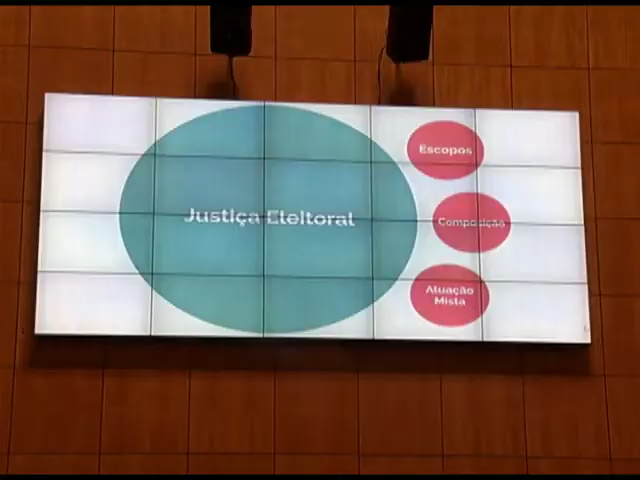 Justiça Eleitoral
Escopos
Composição
Atuação
Mista